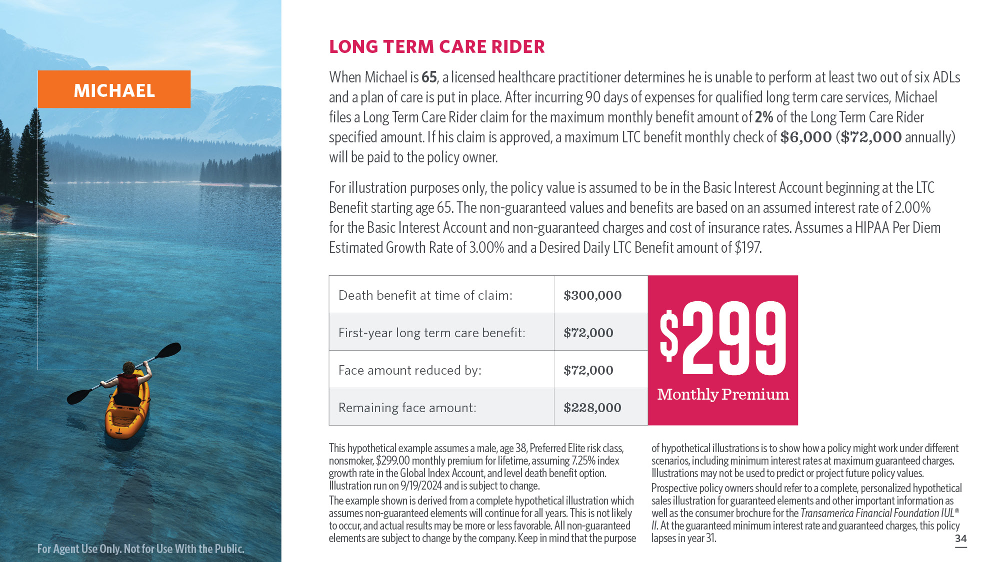 MICHAEL
LONG TERM CARE RIDER
When Michael is 65, a licensed healthcare practitioner determines he is unable to perform at least two out of six ADLs
and a plan of care is put in place. After incurring 90 days of expenses for qualified long term care services, Michael
files a Long Term Care Rider claim for the maximum monthly benefit amount of 2% of the Long Term Care Rider
specified amount. If his claim is approved, a maximum LTC benefit monthly check of $6,000 ($72,000 annually)
will be paid to the policy owner.
For illustration purposes only, the policy value is assumed to be in the Basic Interest Account beginning at the LTC
Benefit starting age 65. The non-guaranteed values and benefits are based on an assumed interest rate of 2.00%
for the Basic Interest Account and non-guaranteed charges and cost of insurance rates. Assumes a HIPAA Per Diem
Estimated Growth Rate of 3.00% and a Desired Daily LTC Benefit amount of $197.
Death benefit at time of claim: $300,000
First-year long term care benefit: $72,000
Face amount reduced by: $72,000
Remaining face amount: $228,000
$299
Monthly Premium
This hypothetical example assumes a male, age 38, Preferred Elite risk class,
nonsmoker, $299.00 monthly premium for lifetime, assuming 7.25% index
growth rate in the Global Index Account, and level death benefit option.
Illustration run on 9/19/2024 and is subject to change.
The example shown is derived from a complete hypothetical illustration which
assumes non-guaranteed elements will continue for all years. This is not likely
to occur, and actual results may be more or less favorable. All non-guaranteed
elements are subject to change by the company. Keep in mind that the purpose
of hypothetical illustrations is to show how a policy might work under different
scenarios, including minimum interest rates at maximum guaranteed charges.
Illustrations may not be used to predict or project future policy values.
Prospective policy owners should refer to a complete, personalized hypothetical
sales illustration for guaranteed elements and other important information as
well as the consumer brochure for the Transamerica Financial Foundation IUL®
II. At the guaranteed minimum interest rate and guaranteed charges, this policy
lapses in year 31.
For Agent Use Only. Not for Use With the Public.
34